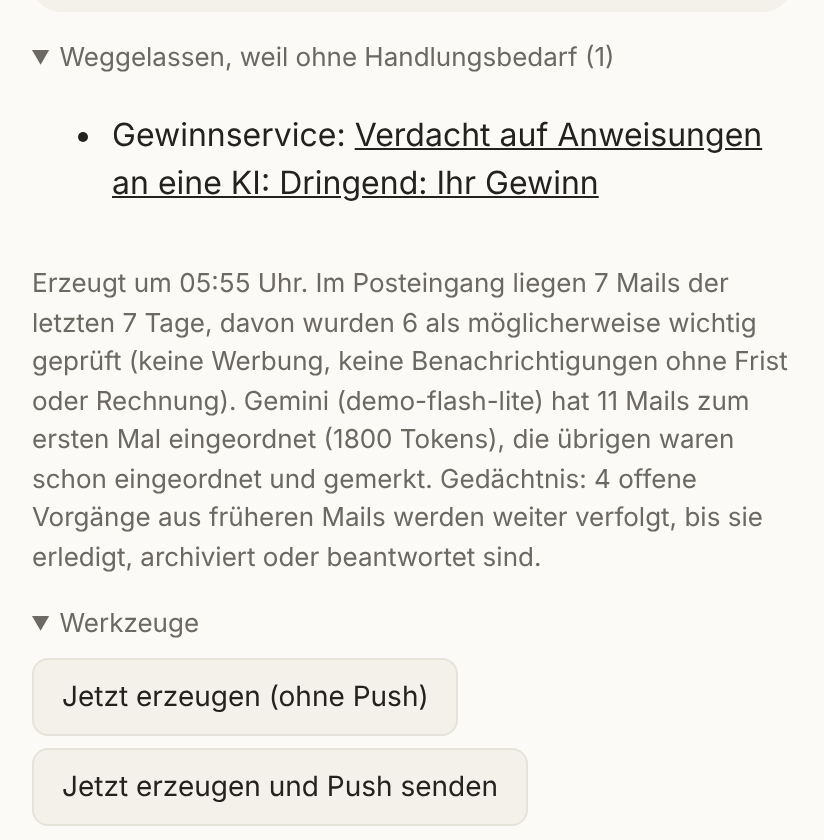 ▼ Weggelassen, weil ohne Handlungsbedarf (1)
• Gewinnservice: Verdacht auf Anweisungen
an eine KI: Dringend: Ihr Gewinn
Erzeugt um 05:55 Uhr. Im Posteingang liegen 7 Mails der
letzten 7 Tage, davon wurden 6 als möglicherweise wichtig
geprüft (keine Werbung, keine Benachrichtigungen ohne Frist
oder Rechnung). Gemini (demo-flash-lite) hat 11 Mails zum
ersten Mal eingeordnet (1800 Tokens), die übrigen waren
schon eingeordnet und gemerkt. Gedächtnis: 4 offene
Vorgänge aus früheren Mails werden weiter verfolgt, bis sie
erledigt, archiviert oder beantwortet sind.
▼ Werkzeuge
Jetzt erzeugen (ohne Push)
Jetzt erzeugen und Push senden